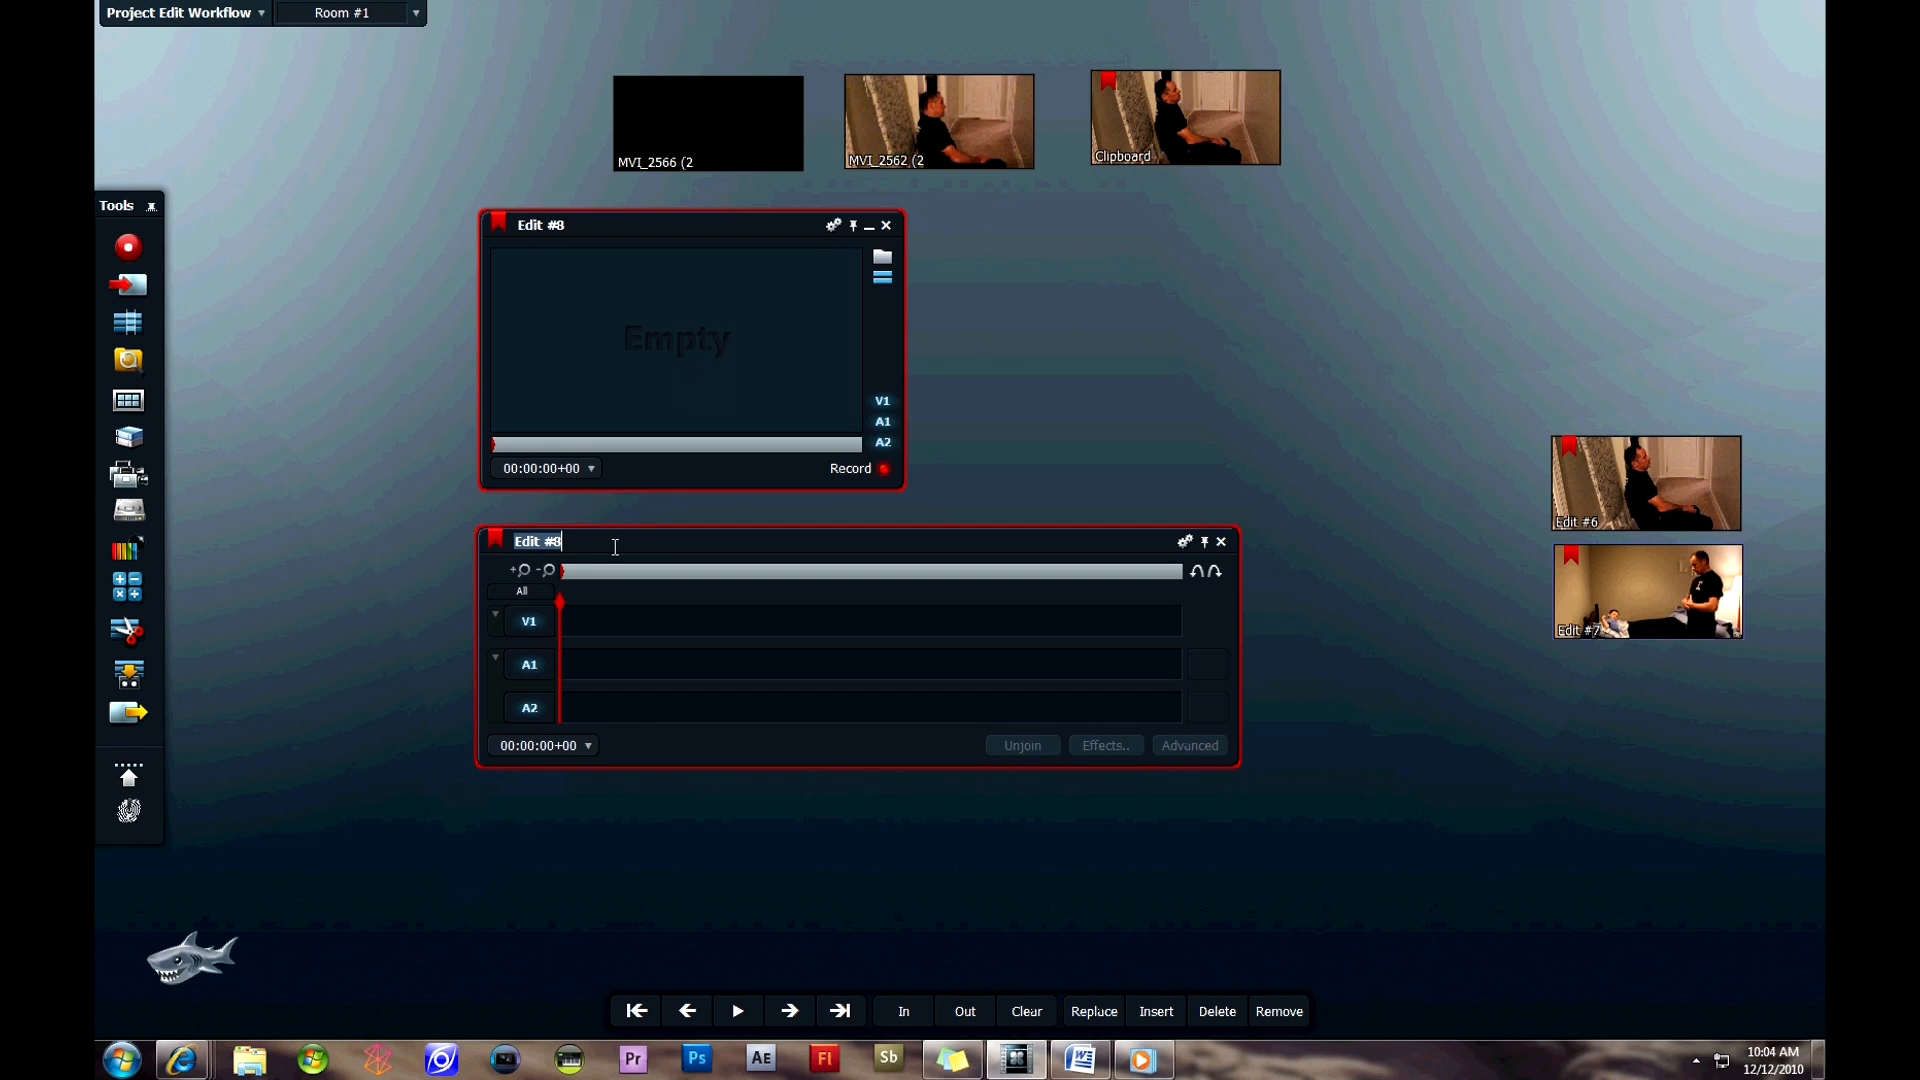 Project Edit Workflow
Room #1
MVI_2566 (2
MVI_2562 (2
Clipboard
Tools
Edit #8
Empty
V1
A1
A2
00:00:00+00
Record
Edit #6
Edit #8
All
V1
A1
A2
Edit #7
00:00:00+00
Unjoin
Effects..
Advanced
In
Out
Clear
Replace
Insert
Delete
Remove
Pr
Ps
AE
Fl
Sb
10:04 AM
12/12/2010